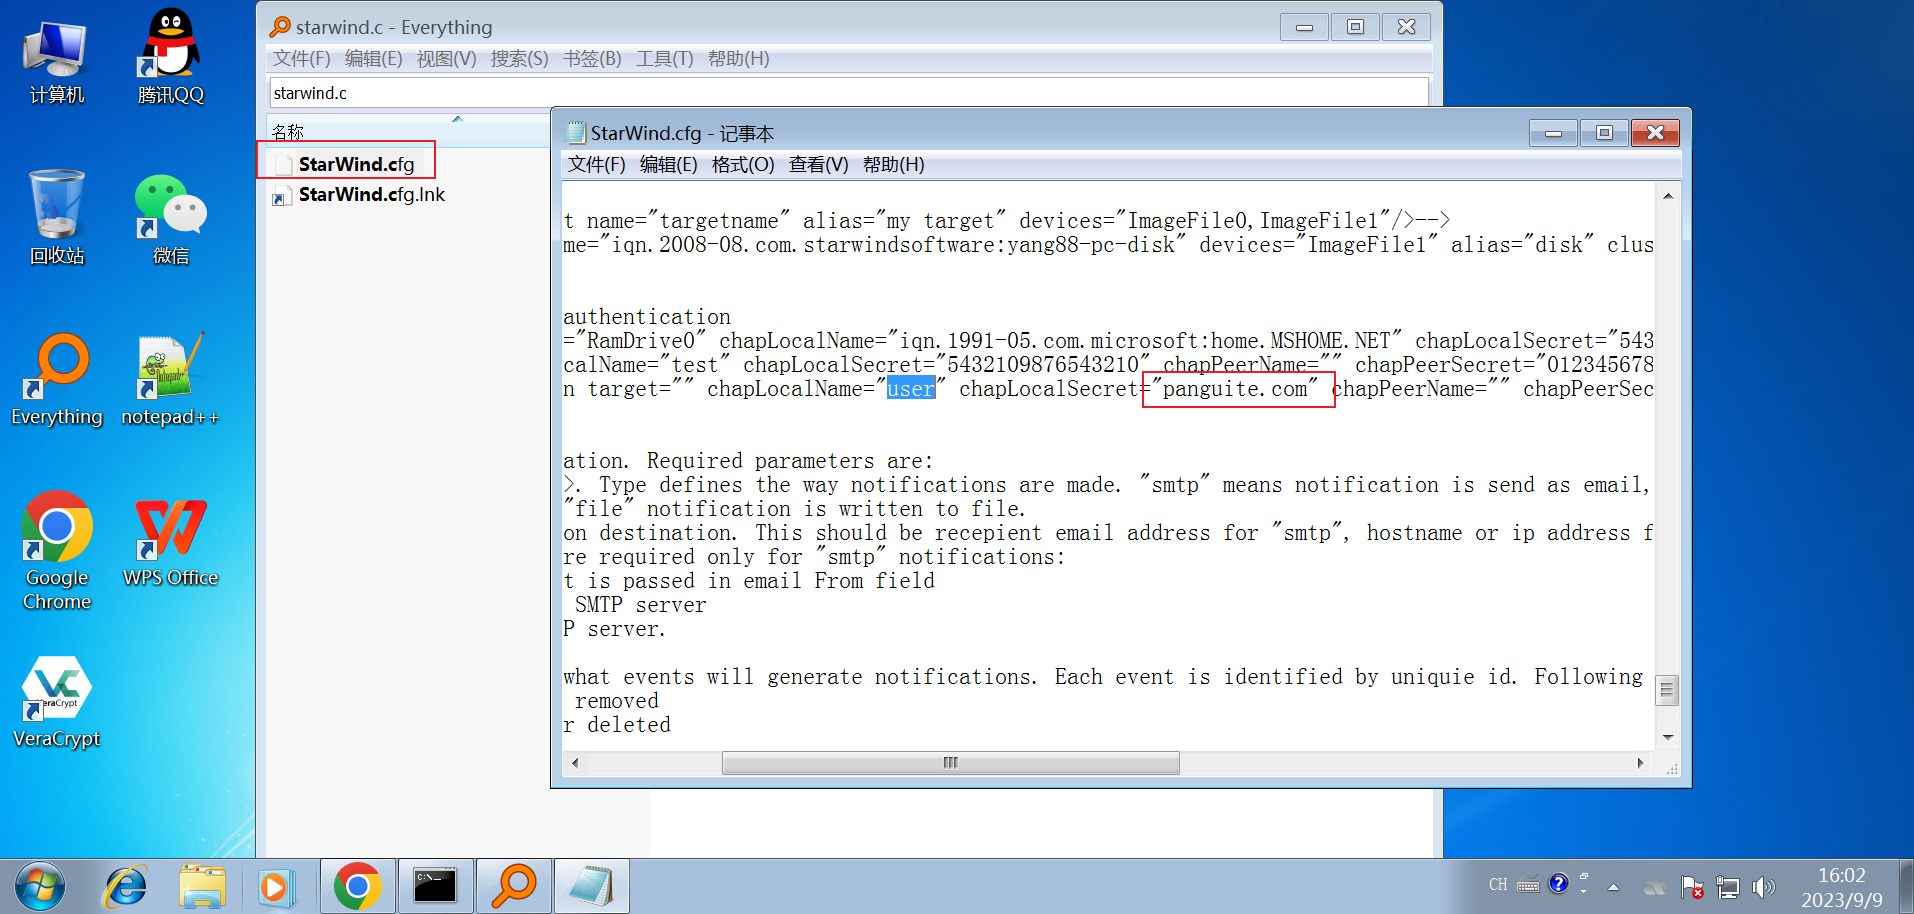 计算机
腾讯QQ
回收站
微信
Everything
notepad++
Google
Chrome
WPS Office
VeraCrypt
starwind.c - Everything
文件(F) 编辑(E) 视图(V) 搜索(S) 书签(B) 工具(T) 帮助(H)
starwind.c
名称
StarWind.cfg
StarWind.cfg.lnk
StarWind.cfg - 记事本
文件(F) 编辑(E) 格式(O) 查看(V) 帮助(H)
t name="targetname" alias="my target" devices="ImageFile0,ImageFile1"/>-->
me="iqn.2008-08.com.starwindsoftware:yang88-pc-disk" devices="ImageFile1" alias="disk" clus
authentication
="RamDrive0" chapLocalName="iqn.1991-05.com.microsoft:home.MSHOME.NET" chapLocalSecret="543
calName="test" chapLocalSecret="5432109876543210" chapPeerName="" chapPeerSecret="012345678
n target="" chapLocalName="user" chapLocalSecret="panguite.com" chapPeerName="" chapPeerSec
ation. Required parameters are:
>. Type defines the way notifications are made. "smtp" means notification is send as email,
"file" notification is written to file.
on destination. This should be recepient email address for "smtp", hostname or ip address f
re required only for "smtp" notifications:
t is passed in email From field
SMTP server
P server.
what events will generate notifications. Each event is identified by uniquie id. Following
removed
r deleted
CH
16:02
2023/9/9